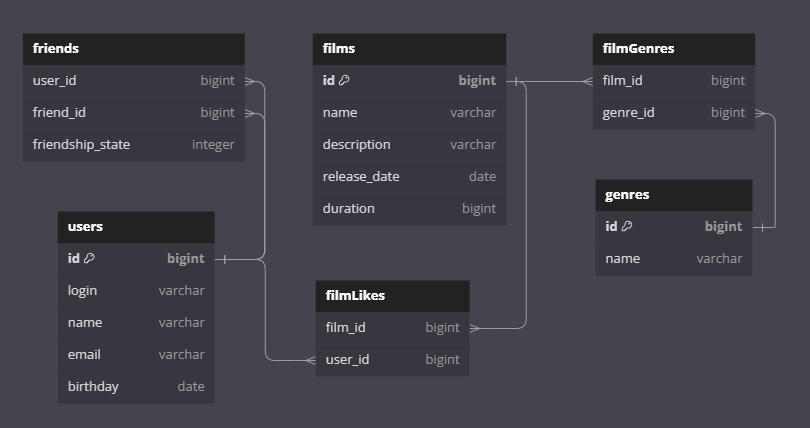 friends
user_id bigint
friend_id bigint
friendship_state integer
films
id bigint
name varchar
description varchar
release_date date
duration bigint
filmGenres
film_id bigint
genre_id bigint
genres
id bigint
name varchar
users
id bigint
login varchar
name varchar
email varchar
birthday date
filmLikes
film_id bigint
user_id bigint